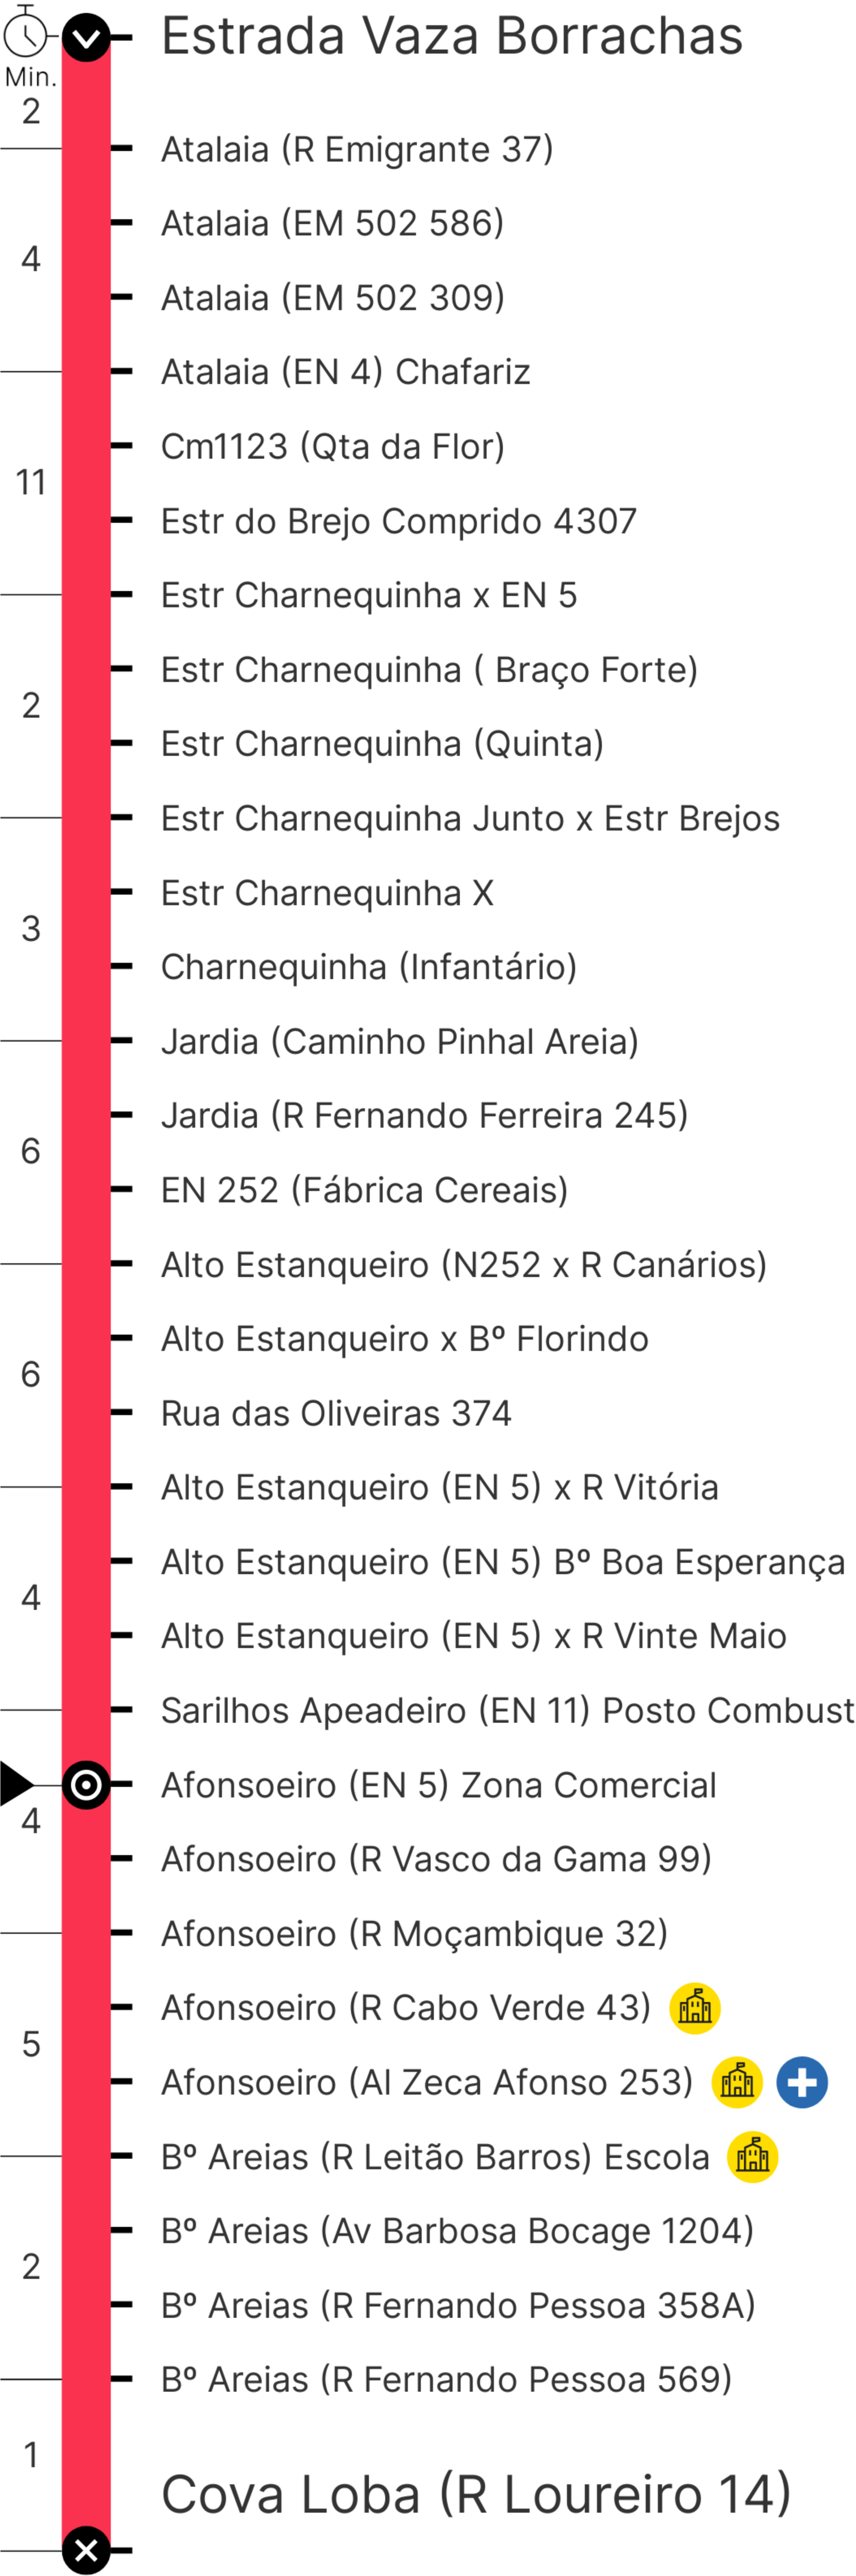 Estrada Vaza Borrachas
Min.
2
Atalaia (R Emigrante 37)
Atalaia (EM 502 586)
4
Atalaia (EM 502 309)
Atalaia (EN 4) Chafariz
Cm1123 (Qta da Flor)
11
Estr do Brejo Comprido 4307
Estr Charnequinha x EN 5
Estr Charnequinha ( Braço Forte)
2
Estr Charnequinha (Quinta)
Estr Charnequinha Junto x Estr Brejos
Estr Charnequinha X
3
Charnequinha (Infantário)
Jardia (Caminho Pinhal Areia)
Jardia (R Fernando Ferreira 245)
6
EN 252 (Fábrica Cereais)
Alto Estanqueiro (N252 x R Canários)
Alto Estanqueiro x Bº Florindo
6
Rua das Oliveiras 374
Alto Estanqueiro (EN 5) x R Vitória
Alto Estanqueiro (EN 5) Bº Boa Esperança
4
Alto Estanqueiro (EN 5) x R Vinte Maio
Sarilhos Apeadeiro (EN 11) Posto Combust
Afonsoeiro (EN 5) Zona Comercial
4
Afonsoeiro (R Vasco da Gama 99)
Afonsoeiro (R Moçambique 32)
Afonsoeiro (R Cabo Verde 43)
5
Afonsoeiro (Al Zeca Afonso 253)
Bº Areias (R Leitão Barros) Escola
Bº Areias (Av Barbosa Bocage 1204)
2
Bº Areias (R Fernando Pessoa 358A)
Bº Areias (R Fernando Pessoa 569)
1
Cova Loba (R Loureiro 14)